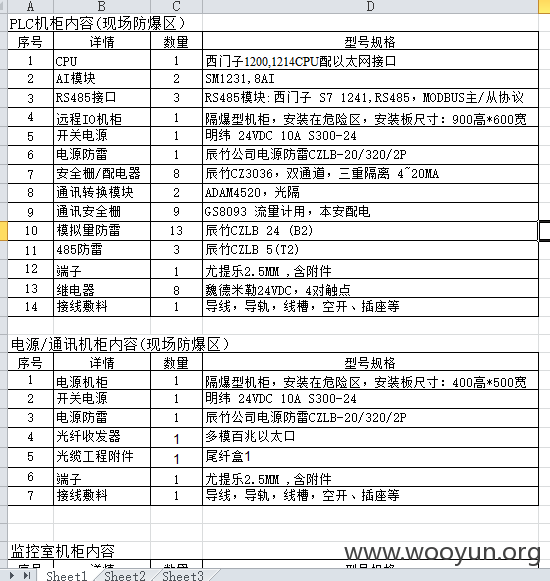 A B C D
PLC机柜内容(现场防爆区)
序号 详情 数量 型号规格
1 CPU 1 西门子1200,1214CPU配以太网接口
2 AI模块 2 SM1231,8AI
3 RS485接口 3 RS485模块:西门子 S7 1241,RS485，MODBUS主/从协议
4 远程IO机柜 1 隔爆型机柜，安装在危险区，安装板尺寸：900高*600宽
5 开关电源 1 明纬 24VDC 10A S300-24
6 电源防雷 1 辰竹公司电源防雷CZLB-20/320/2P
7 安全栅/配电器 8 辰竹CZ3036，双通道，三重隔离 4~20MA
8 通讯转换模块 2 ADAM4520，光隔
9 通讯安全栅 9 GS8093 流量计用，本安配电
10 模拟量防雷 13 辰竹CZLB 24 (B2)
11 485防雷 3 辰竹CZLB 5(T2)
12 端子 1 尤提乐2.5MM ,含附件
13 继电器 8 魏德米勒24VDC，4对触点
14 接线敷料 1 导线，导轨，线槽，空开、插座等
电源/通讯机柜内容(现场防爆区)
序号 详情 数量 型号规格
1 电源机柜 1 隔爆型机柜，安装在危险区，安装板尺寸：400高*500宽
2 开关电源 1 明纬 24VDC 10A S300-24
3 电源防雷 1 辰竹公司电源防雷CZLB-20/320/2P
4 光纤收发器 1 多模百兆以太口
5 光缆工程附件 1 尾纤盒1
6 端子 1 尤提乐2.5MM ,含附件
7 接线敷料 1 导线，导轨，线槽，空开、插座等
监控室机柜内容
www.wooyun.org
序号 详情 数量 型号规格
Sheet1 Sheet2 Sheet3